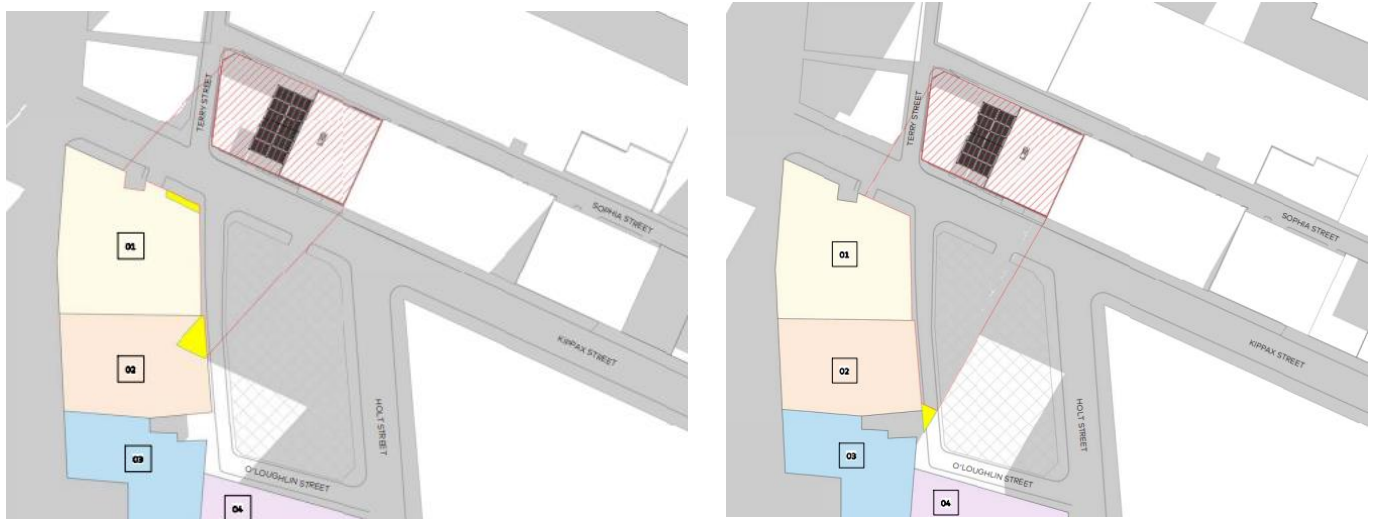 TERRY STREET
01
SOPHIA STREET
02
KIPPAX STREET
HOLT STREET
03
O'LOUGHLIN STREET
04
TERRY STREET
01
SOPHIA STREET
02
KIPPAX STREET
HOLT STREET
03
O'LOUGHLIN STREET
04